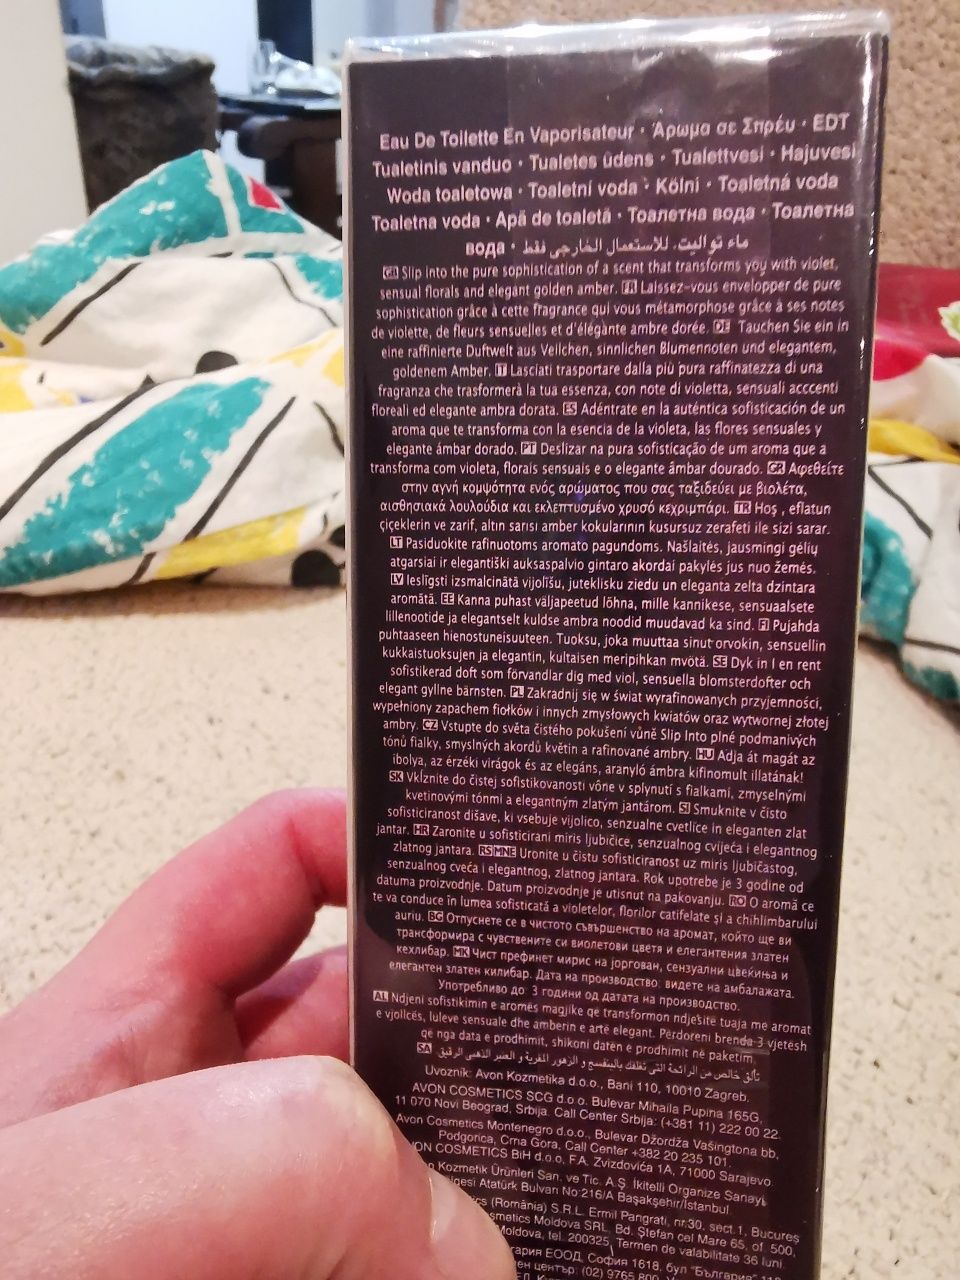 Eau De Toilette En Vaporisateur · Άρωμα σε Σπρέυ · EDT
Tualetinis vanduo · Tualetes ūdens · Tualettvesi · Hajuvesi
Woda toaletowa · Toaletní voda · Kölni · Toaletná voda
Toaletna voda · Apă de toaletă · Тоалетна вода · Тоалетна
вода · ماء تواليت. للاستعمال الخارجي فقط
GB Slip into the pure sophistication of a scent that transforms you with violet,
sensual florals and elegant golden amber. FR Laissez-vous envelopper de pure
sophistication grâce à cette fragrance qui vous métamorphose grâce à ses notes
de violette, de fleurs sensuelles et d'élégante ambre dorée. DE Tauchen Sie ein in
eine raffinierte Duftwelt aus Veilchen, sinnlichen Blumennoten und elegantem,
goldenem Amber. IT Lasciati trasportare dalla più pura raffinatezza di una
fragranza che trasformerà la tua essenza, con note di violetta, sensuali acccenti
floreali ed elegante ambra dorata. ES Adéntrate en la auténtica sofisticación de un
aroma que te transforma con la esencia de la violeta, las flores sensuales y
elegante ámbar dorado. PT Deslizar na pura sofisticação de um aroma que a
transforma com violeta, florais sensuais e o elegante âmbar dourado. GR Αφεθείτε
στην αγνή κομψότητα ενός αρώματος που σας ταξιδεύει με βιολέτα,
αισθησιακά λουλούδια και εκλεπτυσμένο χρυσό κεχριμπάρι. TR Hoş , eflatun
çiçeklerin ve zarif, altın sarısı amber kokularının kusursuz zerafeti ile sizi sarar.
LT Pasiduokite rafinuotoms aromato pagundoms. Našlaitės, jausmingi gėlių
atgarsiai ir elegantiški auksaspalvio gintaro akordai pakylės jus nuo žemės.
LV Ieslīgsti izsmalcinātā vijolīšu, juteklisku ziedu un eleganta zelta dzintara
aromātā. EE Kanna puhast väljapeetud lõhna, mille kannikese, sensuaalsete
lillenootide ja elegantselt kuldse ambra noodid muudavad ka sind. FI Pujahda
puhtaaseen hienostuneisuuteen. Tuoksu, joka muuttaa sinut orvokin, sensuellin
kukkaistuoksujen ja elegantin, kultaisen meripihkan mvötä. SE Dyk in I en rent
sofistikerad doft som förvandlar dig med viol, sensuella blomsterdofter och
elegant gyllne bärnsten. PL Zakradnij się w świat wyrafinowanych przyjemności,
wypełniony zapachem fiołków i innych zmysłowych kwiatów oraz wytwornej złotej
ambry. CZ Vstupte do světa čistého pokušení vůně Slip Into plné podmanivých
tónů fialky, smyslných akordů květin a rafinované ambry. HU Adja át magát az
ibolya, az érzéki virágok és az elegáns, aranyló ámbra kifinomult illatának!
SK Vkĺznite do čistej sofistikovanosti vône v splynutí s fialkami, zmyselnými
kvetinovými tónmi a elegantným zlatým jantárom. SI Smuknite v čisto
sofisticiranost dišave, ki vsebuje vijolico, senzualne cvetlice in eleganten zlat
jantar. HR Zaronite u sofisticirani miris ljubičice, senzualnog cvijeća i elegantnog
zlatnog jantara. RS MNE Uronite u čistu sofisticiranost uz miris ljubičastog,
senzualnog cveća i elegantnog, zlatnog jantara. Rok upotrebe je 3 godine od
datuma proizvodnje. Datum proizvodnje je utisnut na pakovanju. RO O aromă ce
te va conduce în lumea sofisticată a violetelor, florilor catifelate şi a chihlimbarului
auriu. BG Отпуснете се в чистото съвършенство на аромат, който ще ви
трансформира с чувствените си виолетови цветя и елегантения златен
кехлибар. MK Чист префинет мирис на јоргован, сензуални цвеќиња и
елегантен златен килибар. Дата на производство: видете на амбалажата.
Употребливо до 3 години од датата на производство.
AL Ndjeni sofistikimin e aromës magjike që transformon ndjesitë tuaja me aromat
e vjollcës, luleve sensuale dhe amberin e artë elegant. Përdoreni brenda 3 vjetësh
që nga data e prodhimit, shikoni datën e prodhimit në paketim.
SA تألق خالص من الرائحة التي تغلفك بالبنفسج و الزهور المغرية و العنبر الذهبي الرقيق
Uvoznik: Avon Kozmetika d.o.o., Bani 110, 10010 Zagreb.
AVON COSMETICS SCG d.o.o. Bulevar Mihaila Pupina 165G,
11 070 Novi Beograd, Srbija. Call Center Srbija: (+381 11) 222 00 22.
Avon Cosmetics Montenegro d.o.o., Bulevar Džordža Vašingtona bb,
Podgorica, Crna Gora, Call Center +382 20 235 101.
COSMETICS BiH d.o.o, F.A. Zvizdovića 1A, 71000 Sarajevo.
Kozmetik Ürünleri San. ve Tic. A.Ş. İkitelli Organize Sanayi
Atatürk Bulvarı No:216/A Başakşehir/İstanbul
(România) S.R.L. Ermil Pangrati, nr.30, sect.1, Bucureş
Moldova SRL, Bd. Ştefan cel Mare 65, of. 500,
tel. 200325, Termen de valabilitate 36 luni.
ЕООД, София 1618, бул "България"
център: (02) 9765 800